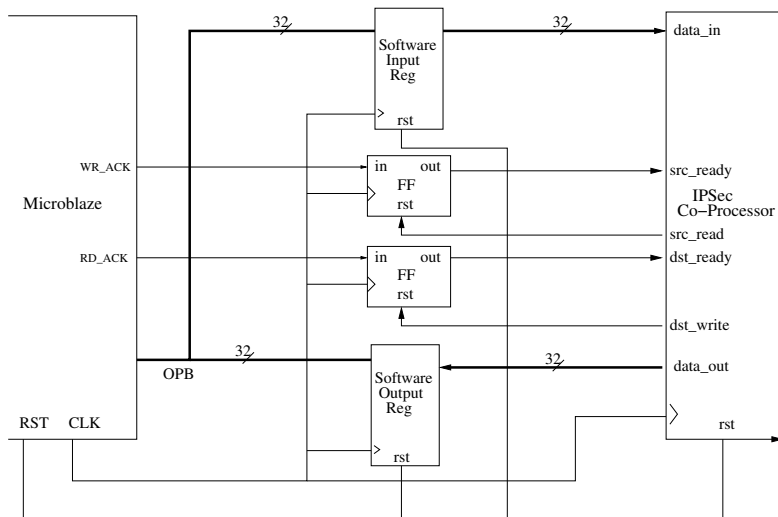 32
Software
Input
Reg
rst
32
data_in
WR_ACK
in
out
FF
rst
src_ready
Microblaze
IPSec
Co-Processor
src_read
RD_ACK
in
out
FF
rst
dst_ready
dst_write
32
OPB
Software
Output
Reg
rst
32
data_out
RST
CLK
rst